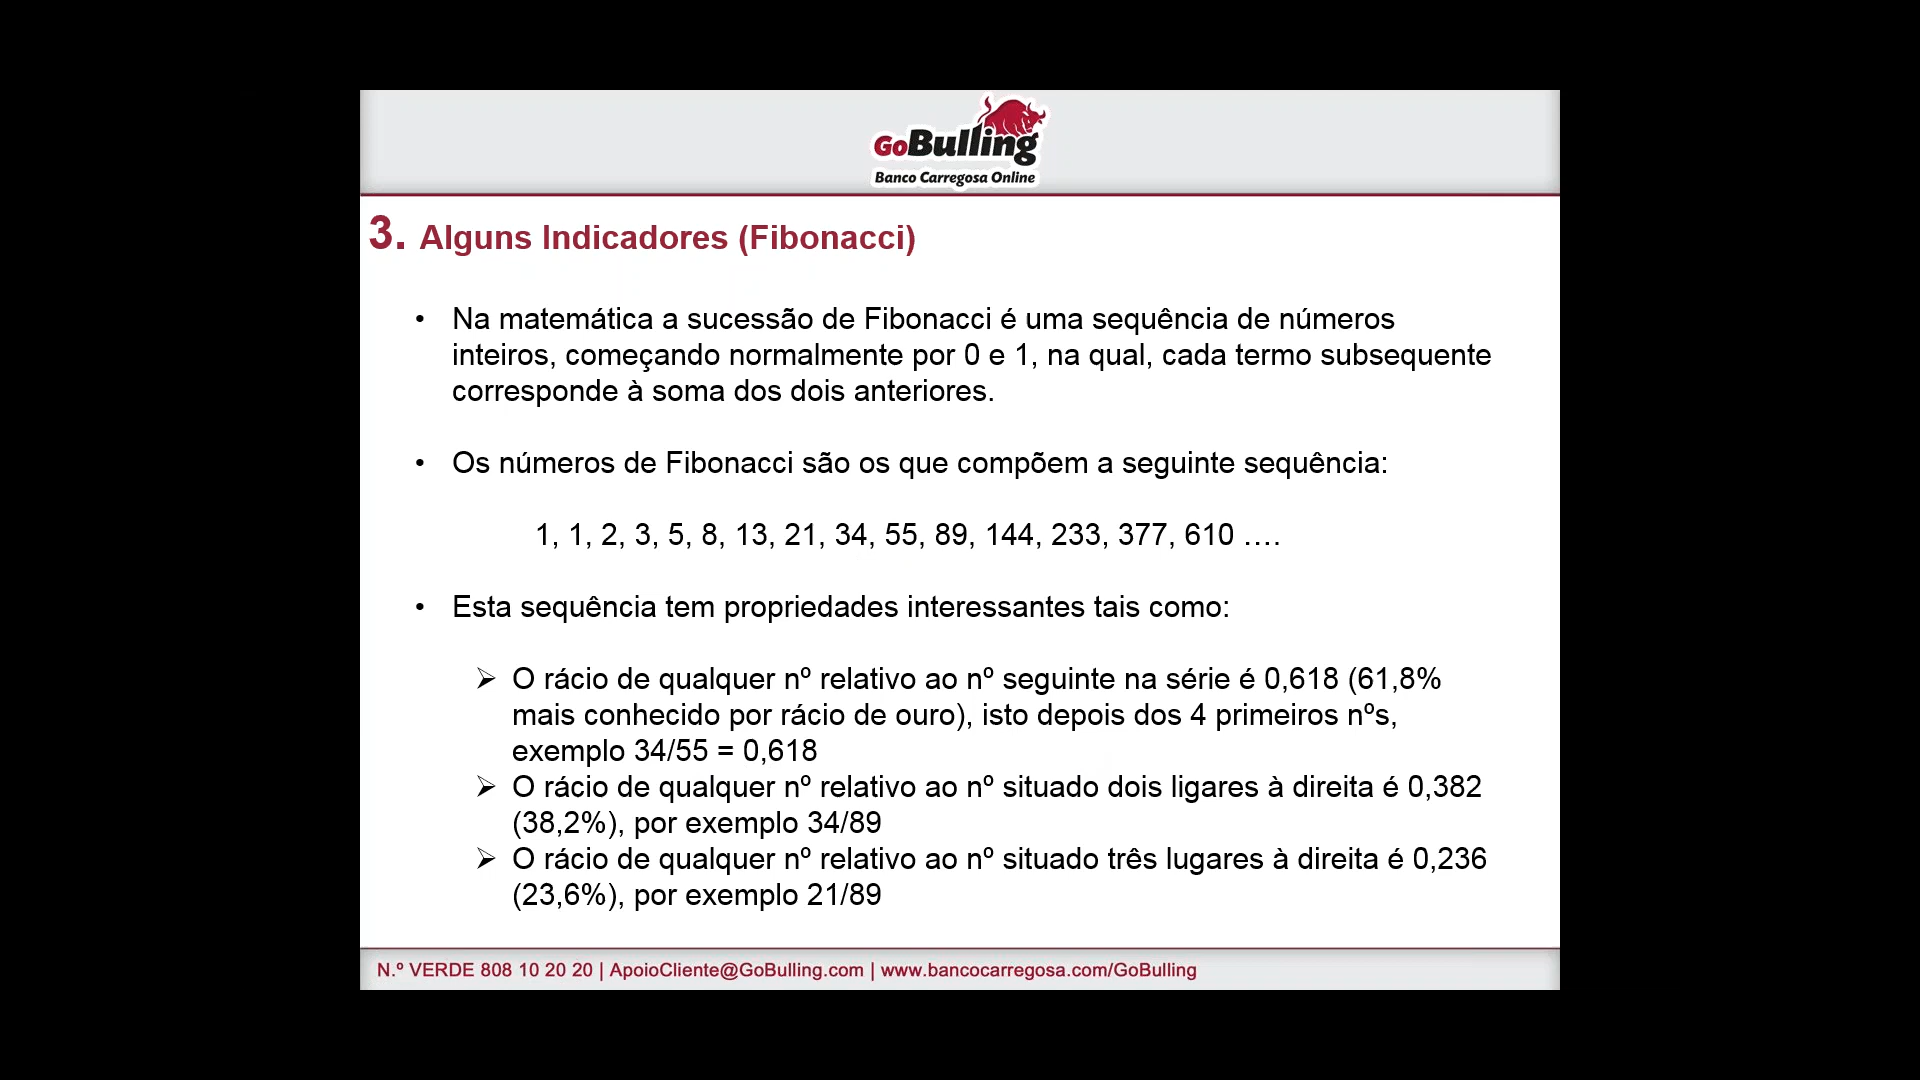 GoBulling
Banco Carregosa Online
3. Alguns Indicadores (Fibonacci)
• Na matemática a sucessão de Fibonacci é uma sequência de números
inteiros, começando normalmente por 0 e 1, na qual, cada termo subsequente
corresponde à soma dos dois anteriores.
• Os números de Fibonacci são os que compõem a seguinte sequência:
1, 1, 2, 3, 5, 8, 13, 21, 34, 55, 89, 144, 233, 377, 610 ….
• Esta sequência tem propriedades interessantes tais como:
➢ O rácio de qualquer nº relativo ao nº seguinte na série é 0,618 (61,8%
mais conhecido por rácio de ouro), isto depois dos 4 primeiros nºs,
exemplo 34/55 = 0,618
➢ O rácio de qualquer nº relativo ao nº situado dois ligares à direita é 0,382
(38,2%), por exemplo 34/89
➢ O rácio de qualquer nº relativo ao nº situado três lugares à direita é 0,236
(23,6%), por exemplo 21/89
N.º VERDE 808 10 20 20 | ApoioCliente@GoBulling.com | www.bancocarregosa.com/GoBulling